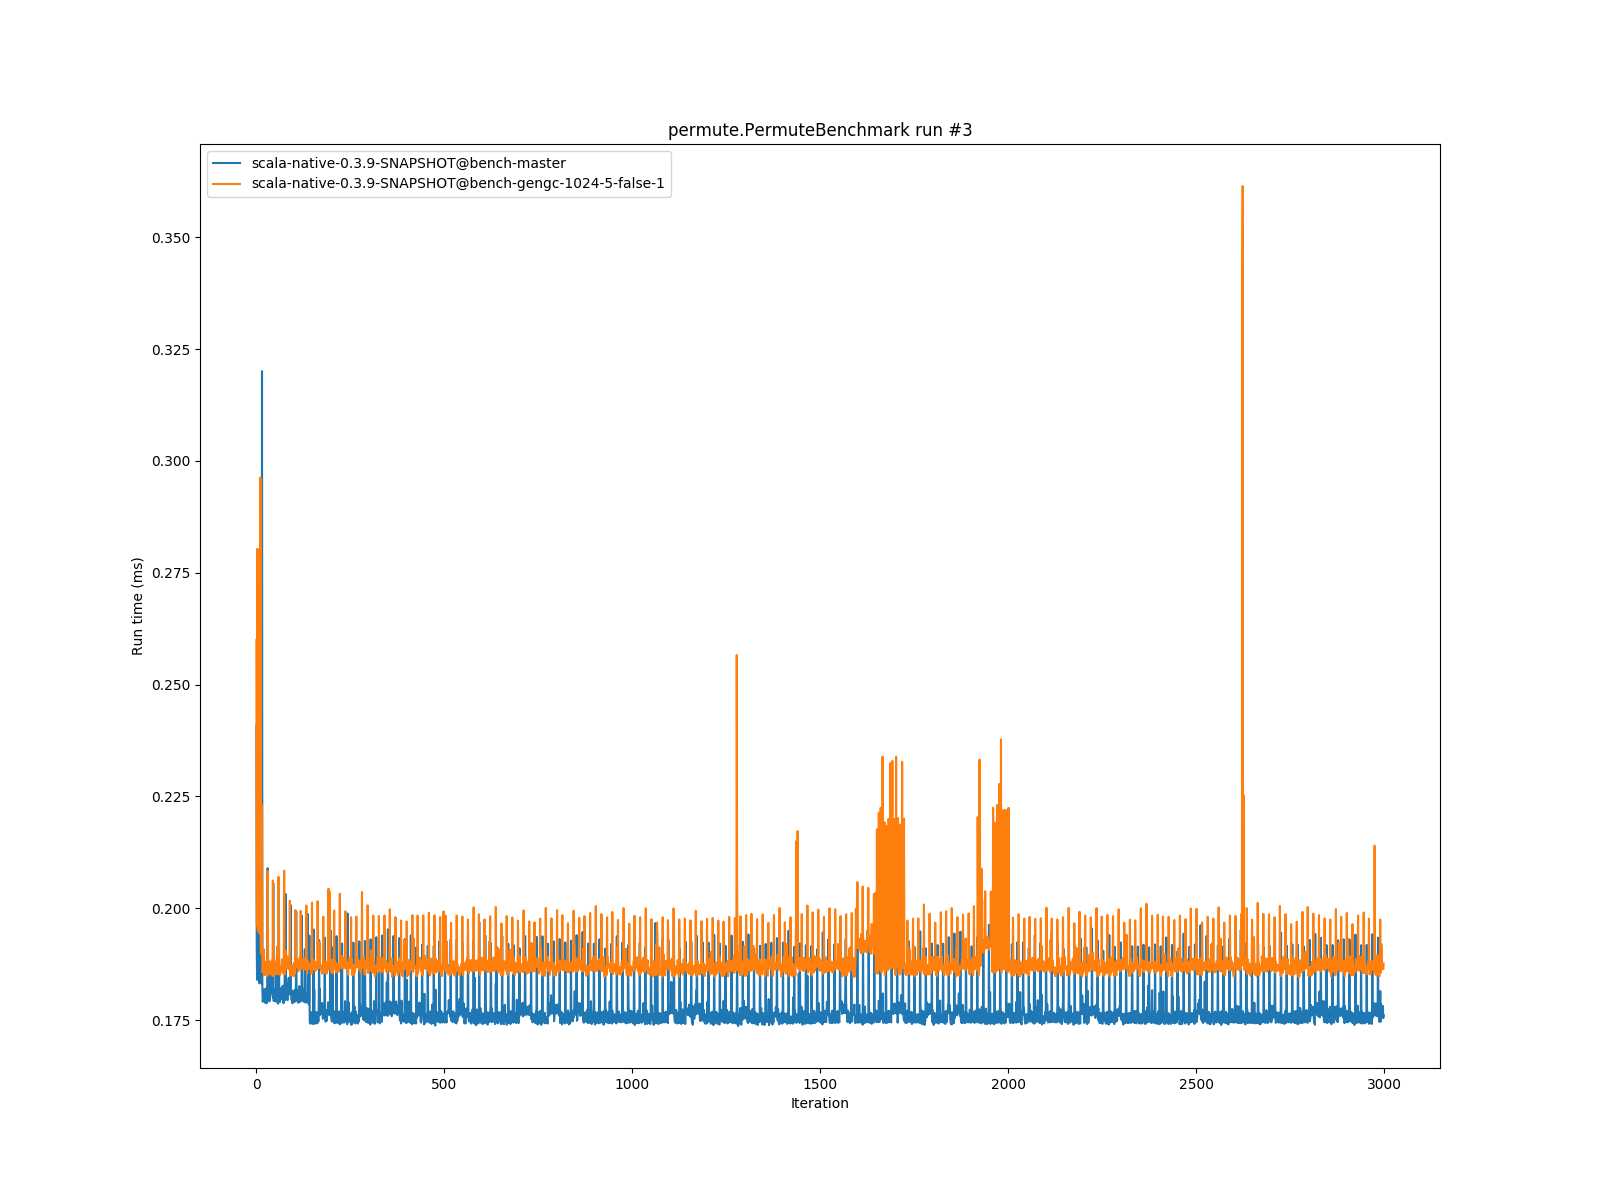 permute.PermuteBenchmark run #3
scala-native-0.3.9-SNAPSHOT@bench-master
scala-native-0.3.9-SNAPSHOT@bench-gengc-1024-5-false-1
0.350
0.325
0.300
0.275
0.250
0.225
0.200
0.175
Run time (ms)
0 500 1000 1500 2000 2500 3000
Iteration